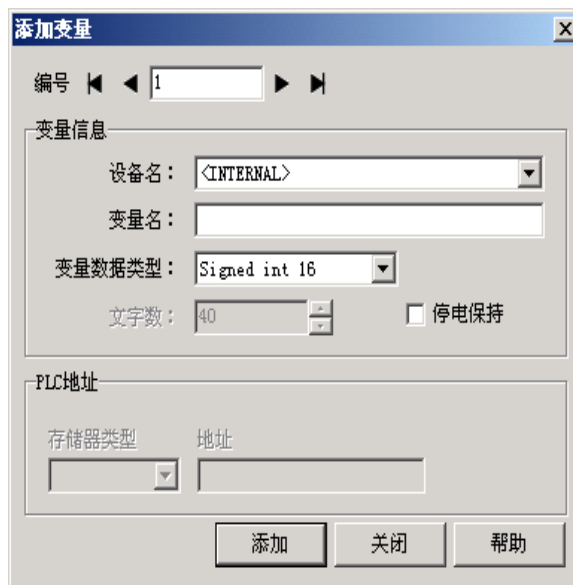 添加变量
编号 1
变量信息
设备名： <INTERNAL>
变量名：
变量数据类型： Signed int 16
文字数： 40 停电保持
PLC地址
存储器类型 地址
添加 关闭 帮助